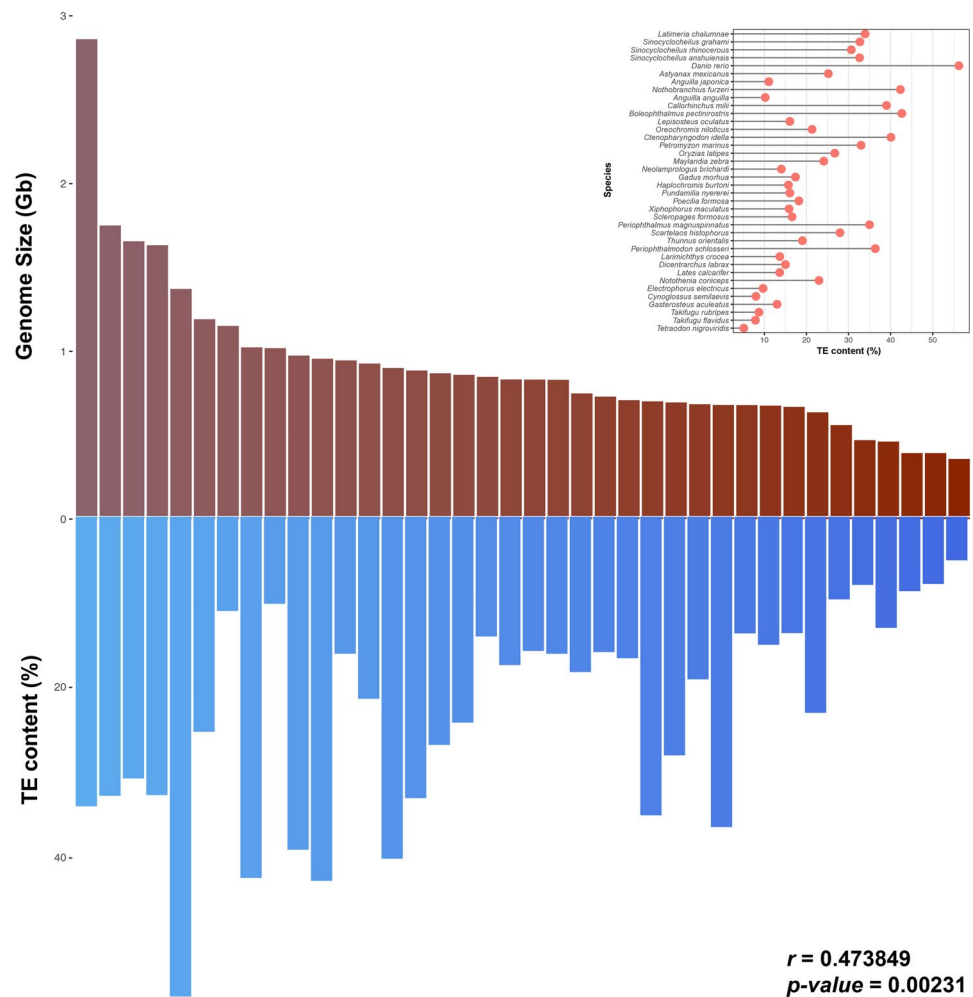 3
2
1
0
20
40
Genome Size (Gb)
TE content (%)
Latimeria chalumnae
Sinocyclocheilus grahami
Sinocyclocheilus rhinocerous
Sinocyclocheilus anshuiensis
Danio rerio
Astyanax mexicanus
Anguilla japonica
Nothobranchius furzeri
Anguilla anguilla
Callorhinchus milii
Boleophthalmus pectinirostris
Lepisosteus oculatus
Oreochromis niloticus
Ctenopharyngodon idella
Petromyzon marinus
Oryzias latipes
Maylandia zebra
Neolamprologus brichardi
Gadus morhua
Haplochromis burtoni
Pundamilia nyererei
Poecilia formosa
Xiphophorus maculatus
Scleropages formosus
Periophthalmus magnuspinnatus
Scartelaos histophorus
Thunnus orientalis
Periophthalmodon schlosseri
Larimichthys crocea
Dicentrarchus labrax
Lates calcarifer
Notothenia coriiceps
Electrophorus electricus
Cynoglossus semilaevis
Gasterosteus aculeatus
Takifugu rubripes
Takifugu flavidus
Tetraodon nigroviridis
Species
10 20 30 40 50
TE content (%)
r = 0.473849
p-value = 0.00231